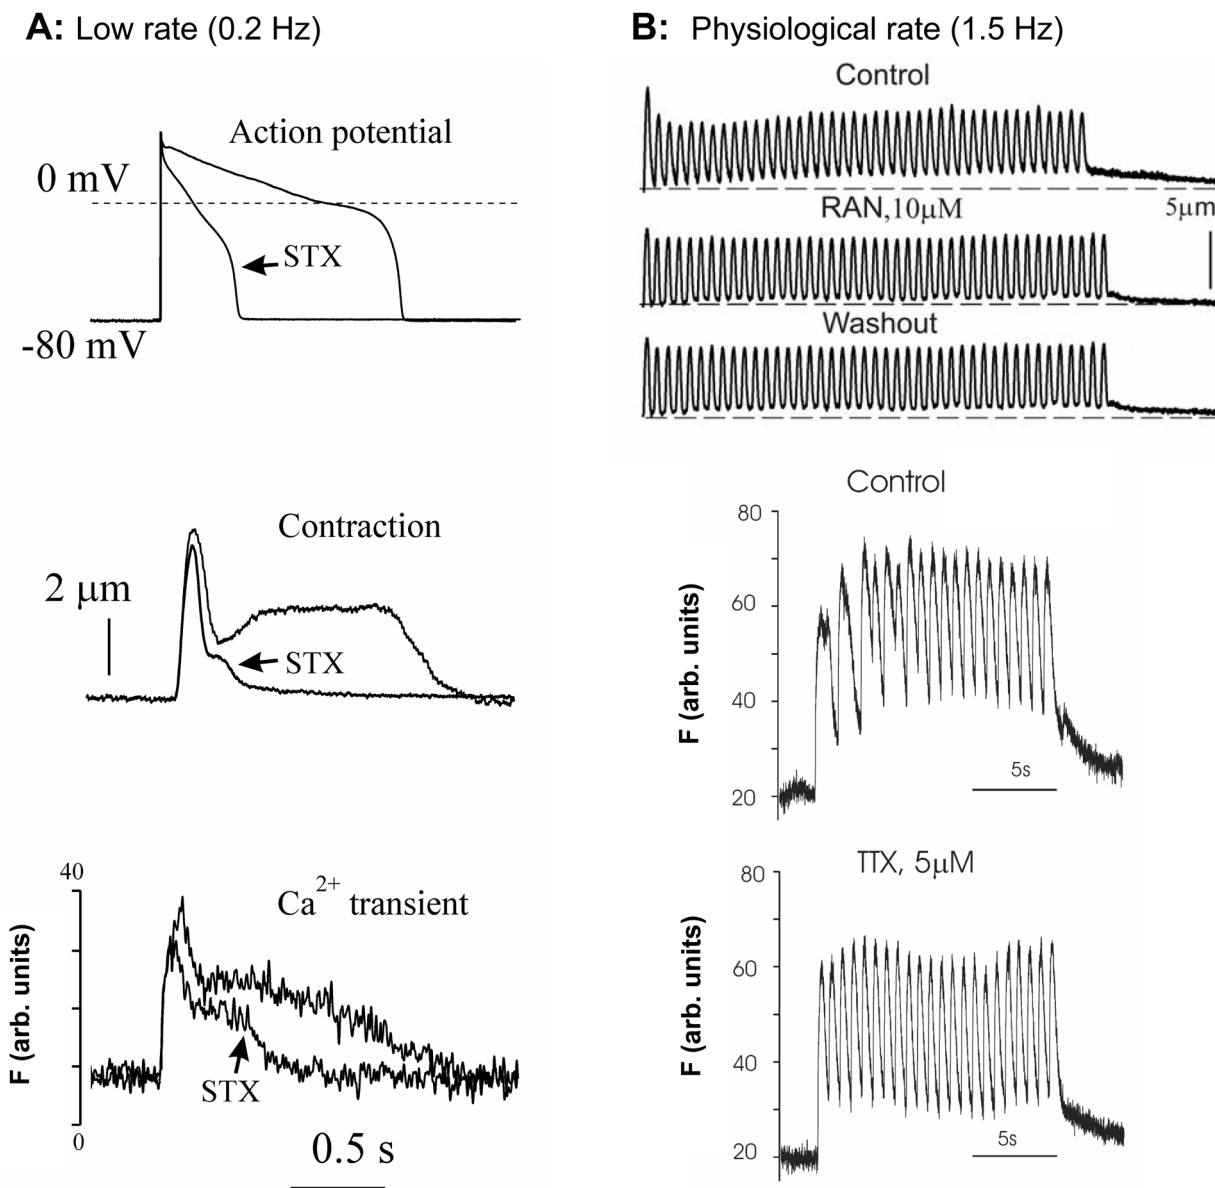 A: Low rate (0.2 Hz)
Action potential
0 mV
STX
-80 mV
Contraction
2 μm
STX
40
Ca2+ transient
F (arb. units)
STX
0
0.5 s
B: Physiological rate (1.5 Hz)
Control
RAN,10μM
5μm
Washout
Control
80
60
40
20
F (arb. units)
5s
TTX, 5μM
80
60
40
20
F (arb. units)
5s